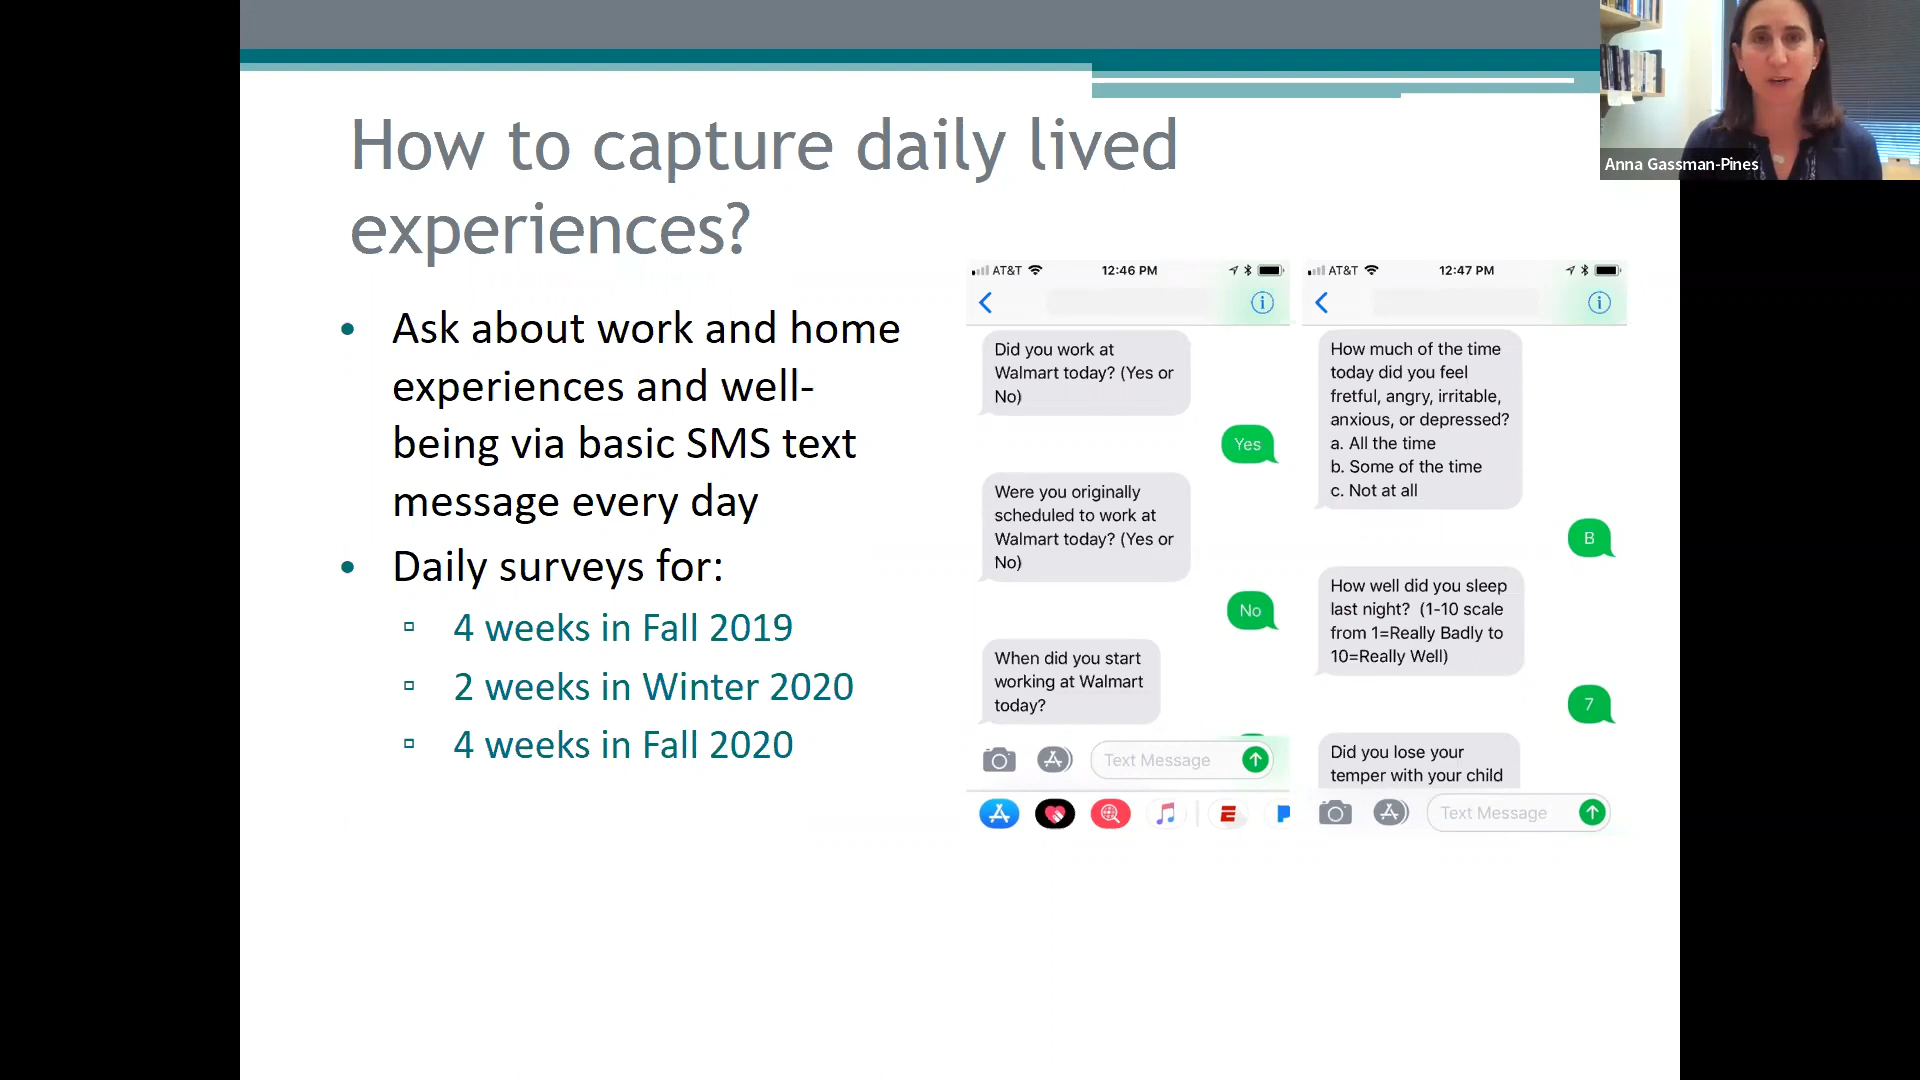 How to capture daily lived
experiences?
Anna Gassman-Pines
• Ask about work and home
experiences and well-
being via basic SMS text
message every day
• Daily surveys for:
▫ 4 weeks in Fall 2019
▫ 2 weeks in Winter 2020
▫ 4 weeks in Fall 2020
AT&T 12:46 PM
Did you work at
Walmart today? (Yes or
No)
Yes
Were you originally
scheduled to work at
Walmart today? (Yes or
No)
No
When did you start
working at Walmart
today?
Text Message
AT&T 12:47 PM
How much of the time
today did you feel
fretful, angry, irritable,
anxious, or depressed?
a. All the time
b. Some of the time
c. Not at all
B
How well did you sleep
last night? (1-10 scale
from 1=Really Badly to
10=Really Well)
7
Did you lose your
temper with your child
Text Message